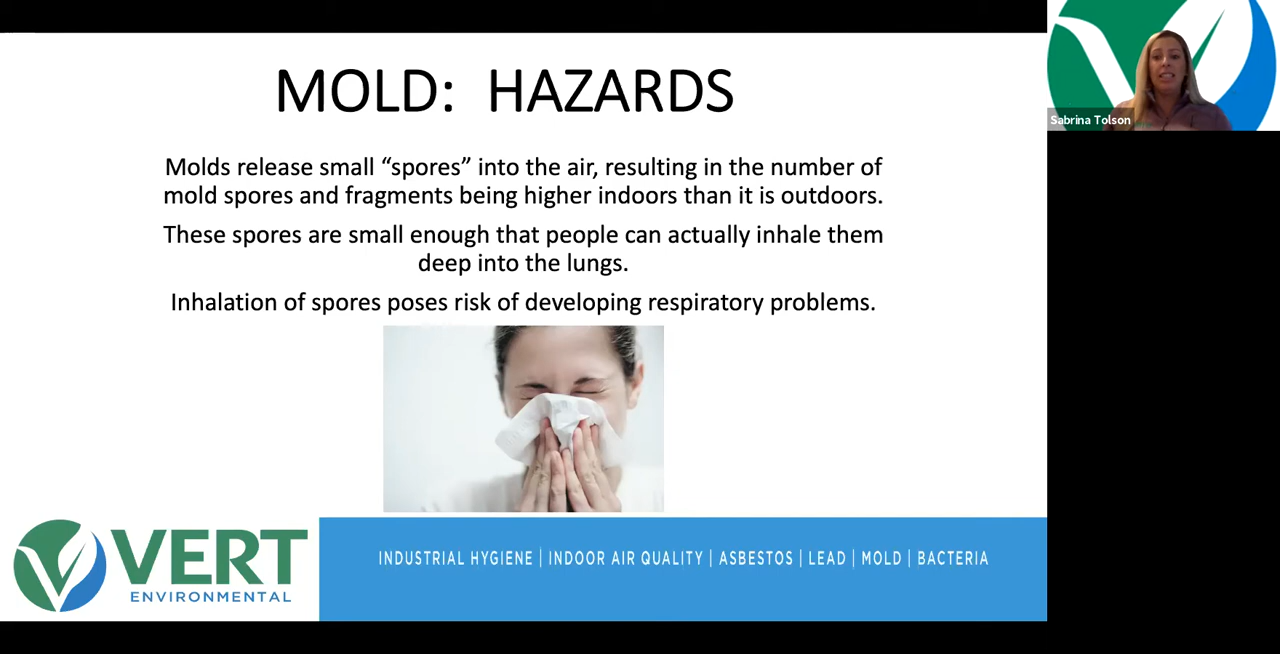 MOLD: HAZARDS
Sabrina Tolson
Molds release small “spores” into the air, resulting in the number of
mold spores and fragments being higher indoors than it is outdoors.
These spores are small enough that people can actually inhale them
deep into the lungs.
Inhalation of spores poses risk of developing respiratory problems.
VERT
ENVIRONMENTAL
INDUSTRIAL HYGIENE | INDOOR AIR QUALITY | ASBESTOS | LEAD | MOLD | BACTERIA